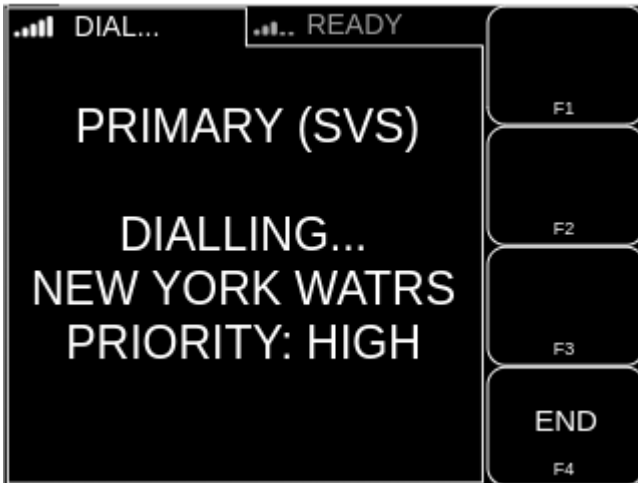 DIAL...
READY
PRIMARY (SVS)
DIALLING...
NEW YORK WATRS
PRIORITY: HIGH
F1
F2
F3
END
F4